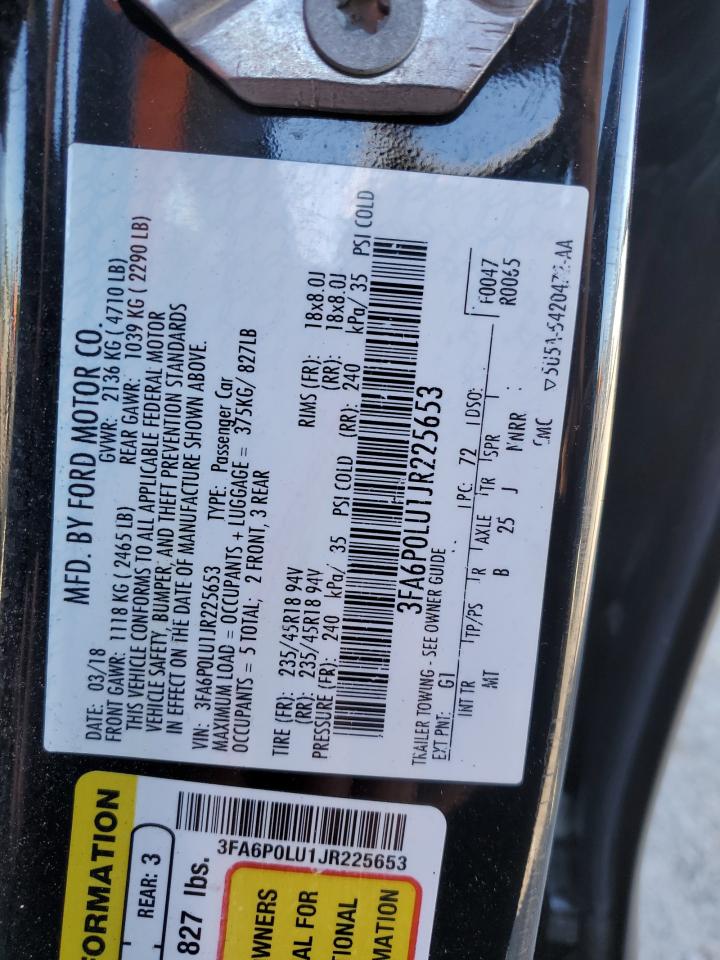 MFD. BY FORD MOTOR CO.
DATE: 03/18 GVWR: 2136 KG ( 4710 LB)
FRONT GAWR: 1118 KG ( 2465 LB) REAR GAWR: 1039 KG ( 2290 LB)
THIS VEHICLE CONFORMS TO ALL APPLICABLE FEDERAL MOTOR
VEHICLE SAFETY, BUMPER, AND THEFT PREVENTION STANDARDS
IN EFFECT ON THE DATE OF MANUFACTURE SHOWN ABOVE.
VIN: 3FA6P0LU1JR225653 TYPE: Passenger Car
MAXIMUM LOAD = OCCUPANTS + LUGGAGE = 375KG/ 827LB
OCCUPANTS = 5 TOTAL, 2 FRONT, 3 REAR
TIRE (FR): 235/45R18 94V RIMS (FR): 18x8.0J
(RR): 235/45R18 94V (RR): 18x8.0J
PRESSURE (FR): 240 kPa/ 35 PSI COLD (RR): 240 kPa/ 35 PSI COLD
3FA6P0LU1JR225653
TRAILER TOWING - SEE OWNER GUIDE
EXT PNT: G1 PC: 72 DSO: F0047
R0065
INT TR TP/PS R AXLE TR SPR
MT B 25 J
5U5A-5420472-AA
FORMATION
REAR: 3
827 lbs.
3FA6P0LU1JR225653
OWNERS
AL FOR
TIONAL
MATION